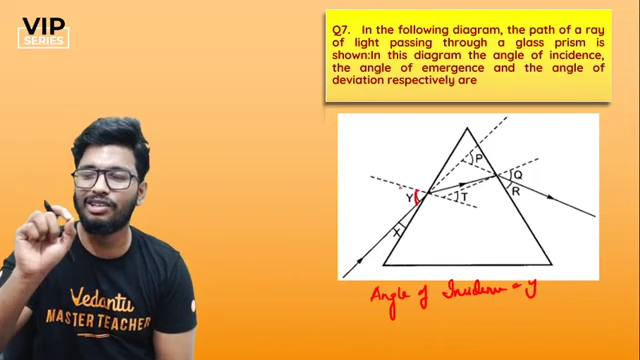 VIP
SERIES
Q7. In the following diagram, the path of a ray
of light passing through a glass prism is
shown:In this diagram the angle of incidence,
the angle of emergence and the angle of
deviation respectively are
P
Q
R
Y
T
X
Angle of Incidence = y
Vedantu
MASTER TEACHER